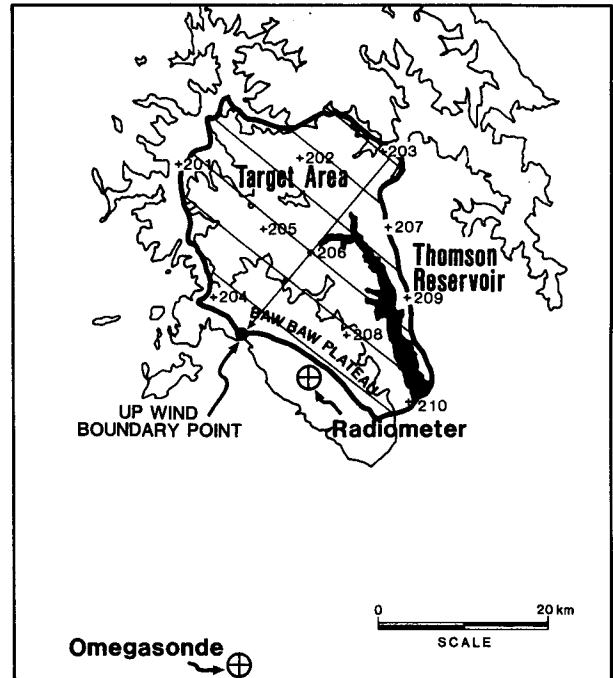 +201
+202
+203
Target Area
+205
+207
206
Thomson
Reservoir
+204
+209
+208
BAW BAW PLATEAU
+210
UP WIND
BOUNDARY POINT
Radiometer
0
20 km
SCALE
Omegasonde